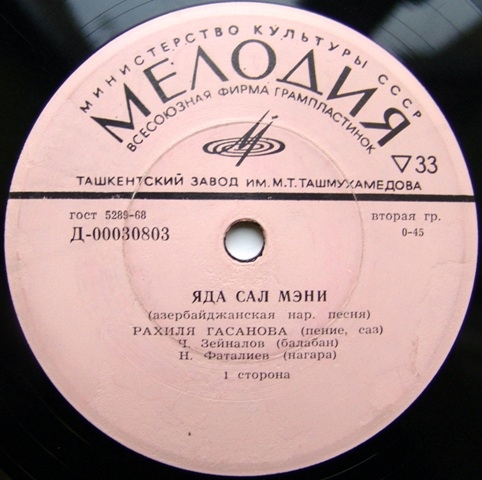 МИНИСТЕРСТВО КУЛЬТУРЫ СССР
МЕЛОДИЯ
ВСЕСОЮЗНАЯ ФИРМА ГРАМПЛАСТИНОК
▽33
ТАШКЕНТСКИЙ ЗАВОД ИМ. М. Т. ТАШМУХАМЕДОВА
гост 5289-68
вторая гр.
Д-00030803
0-45
ЯДА САЛ МЭНИ
(азербайджанская нар. песня)
РАХИЛЯ ГАСАНОВА (пение, саз)
Ч. Зейналов (балабан)
Н. Фаталиев (нагара)
1 сторона